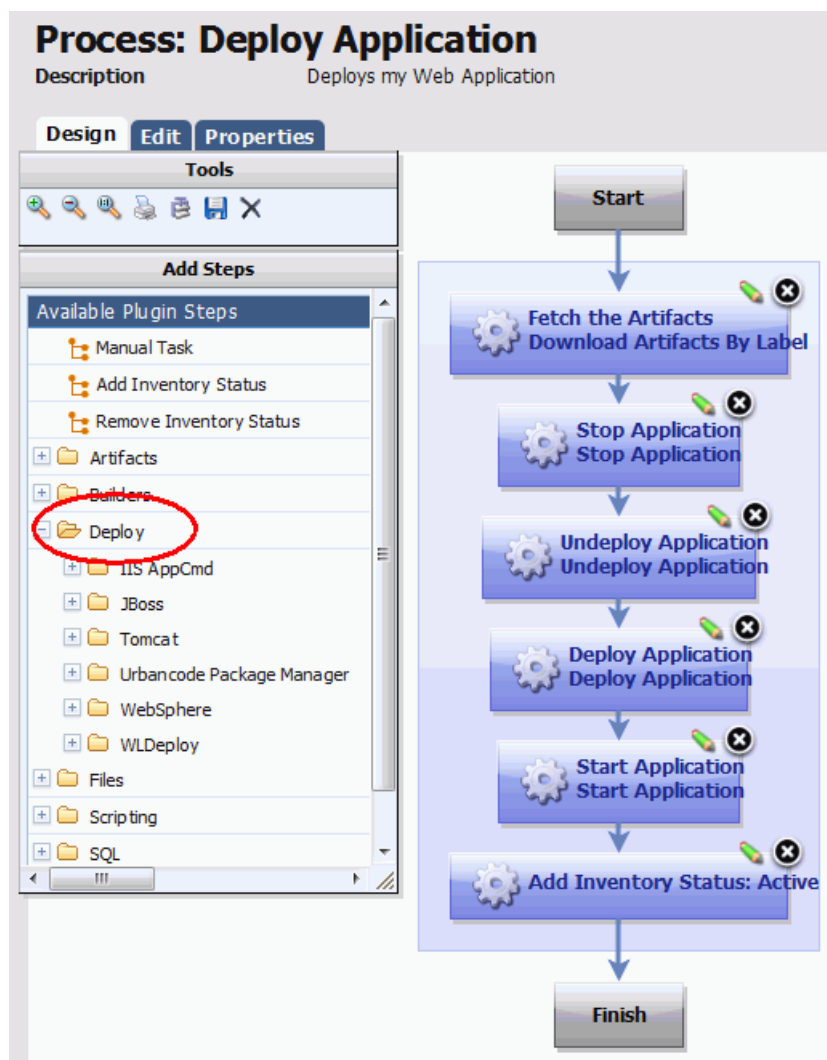 Process: Deploy Application
Description Deploys my Web Application
Design Edit Properties
Tools
Add Steps
Available Plugin Steps
Manual Task
Add Inventory Status
Remove Inventory Status
Artifacts
Builders
Deploy
IIS AppCmd
JBoss
Tomcat
Urbancode Package Manager
WebSphere
WLDeploy
Files
Scripting
SQL
Start
Fetch the Artifacts
Download Artifacts By Label
Stop Application
Stop Application
Undeploy Application
Undeploy Application
Deploy Application
Deploy Application
Start Application
Start Application
Add Inventory Status: Active
Finish